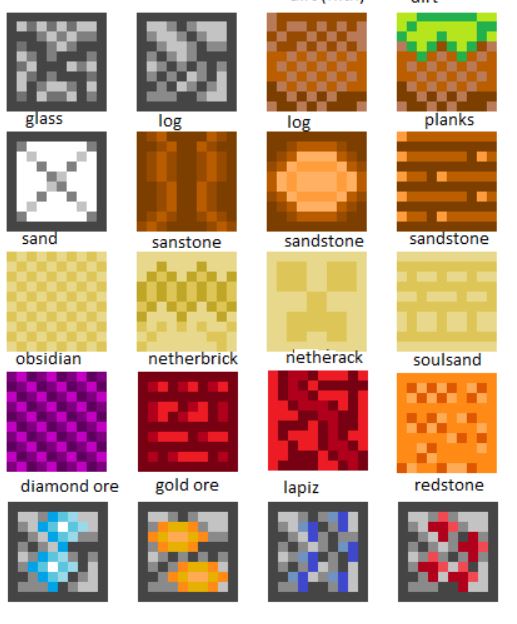 dirt
glass log log planks
sand sanstone sandstone sandstone
obsidian netherbrick netherack soulsand
diamond ore gold ore lapiz redstone